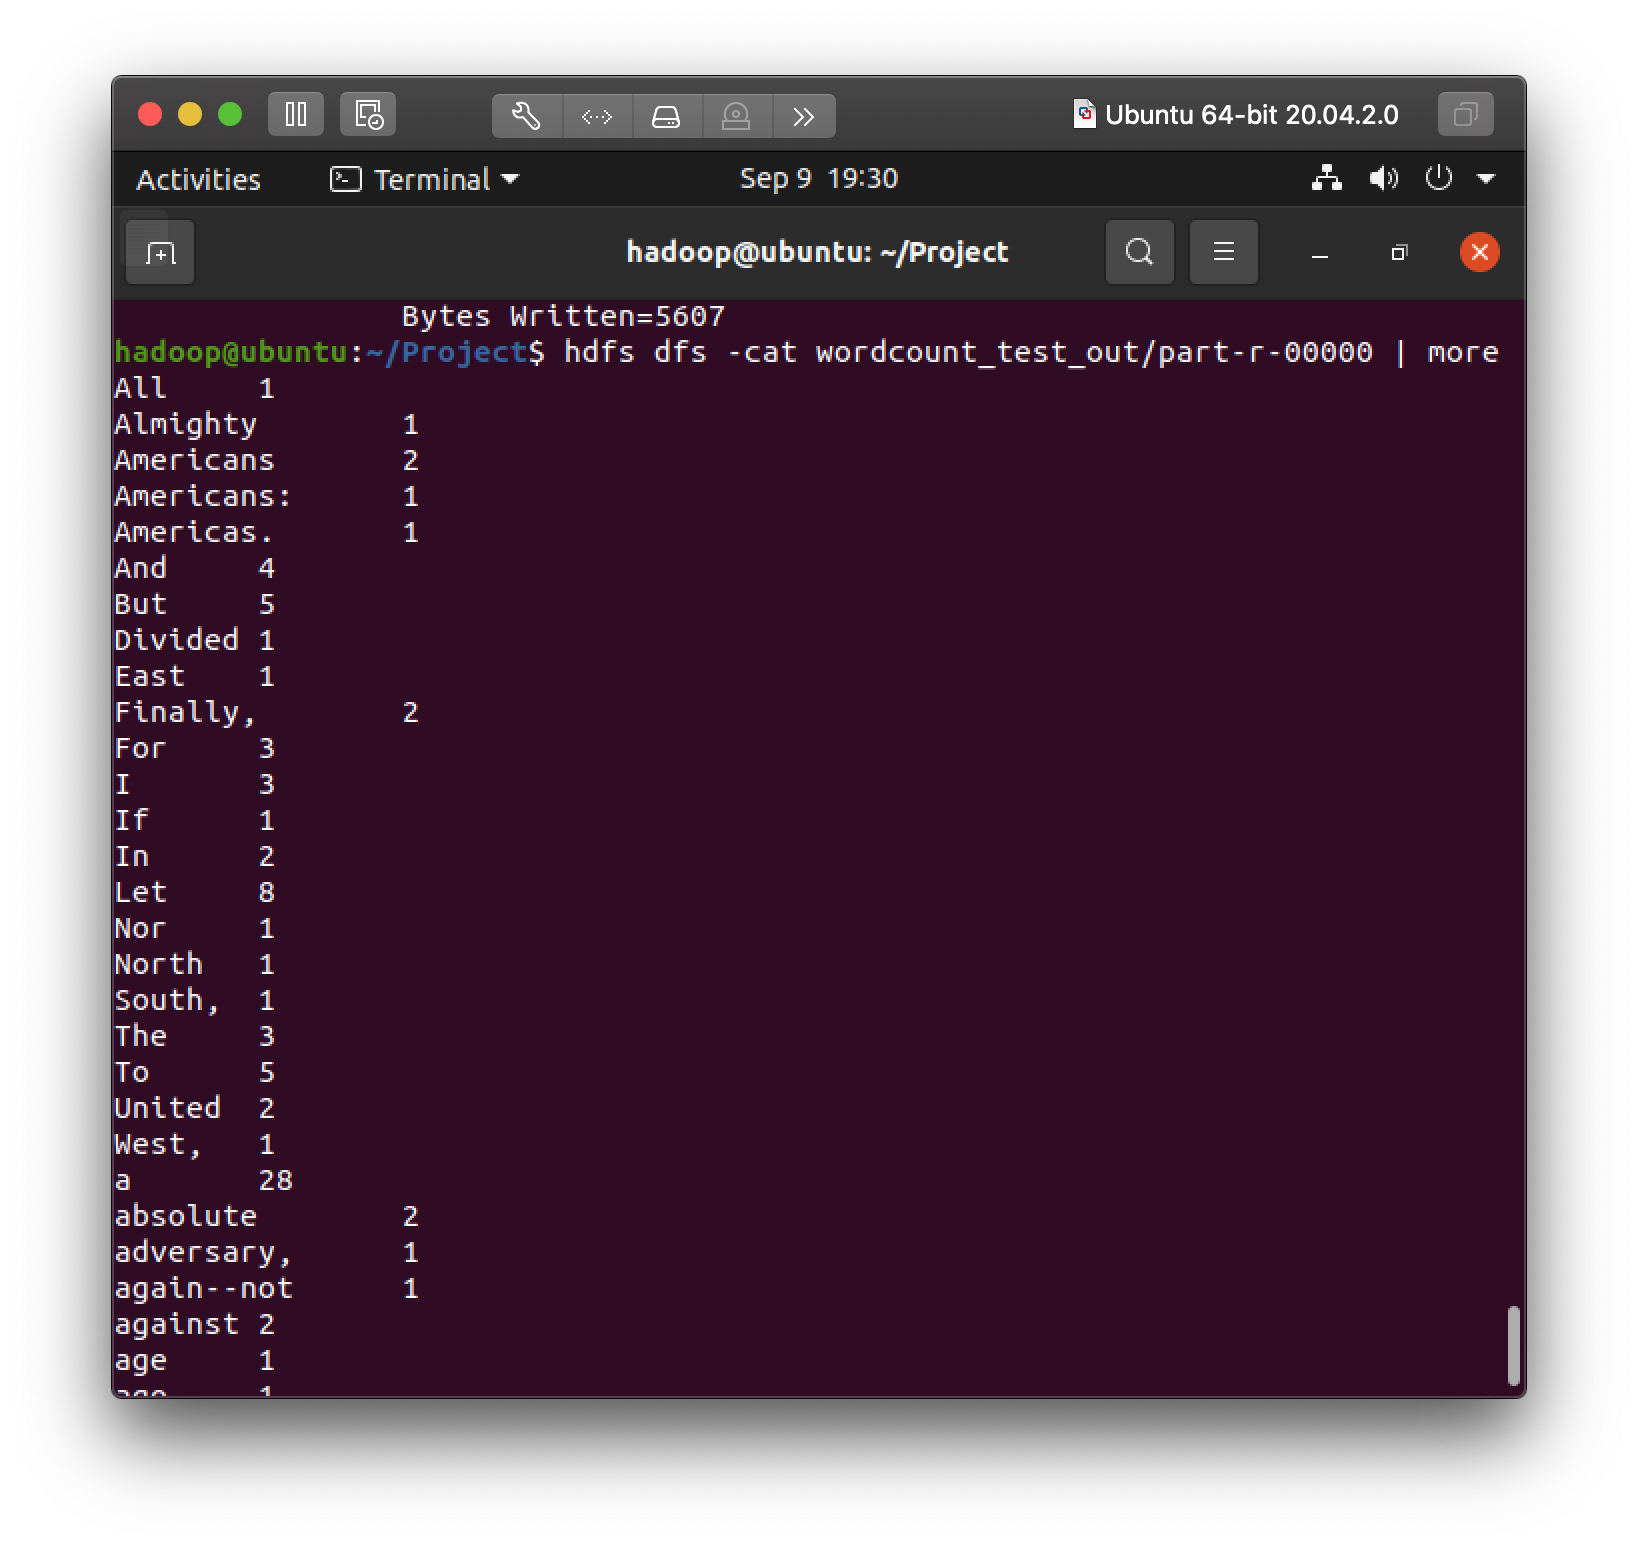 Ubuntu 64-bit 20.04.2.0
Activities Terminal Sep 9 19:30
hadoop@ubuntu: ~/Project
Bytes Written=5607
hadoop@ubuntu:~/Project$ hdfs dfs -cat wordcount_test_out/part-r-00000 | more
All 1
Almighty 1
Americans 2
Americans: 1
Americas. 1
And 4
But 5
Divided 1
East 1
Finally, 2
For 3
I 3
If 1
In 2
Let 8
Nor 1
North 1
South, 1
The 3
To 5
United 2
West, 1
a 28
absolute 2
adversary, 1
again--not 1
against 2
age 1